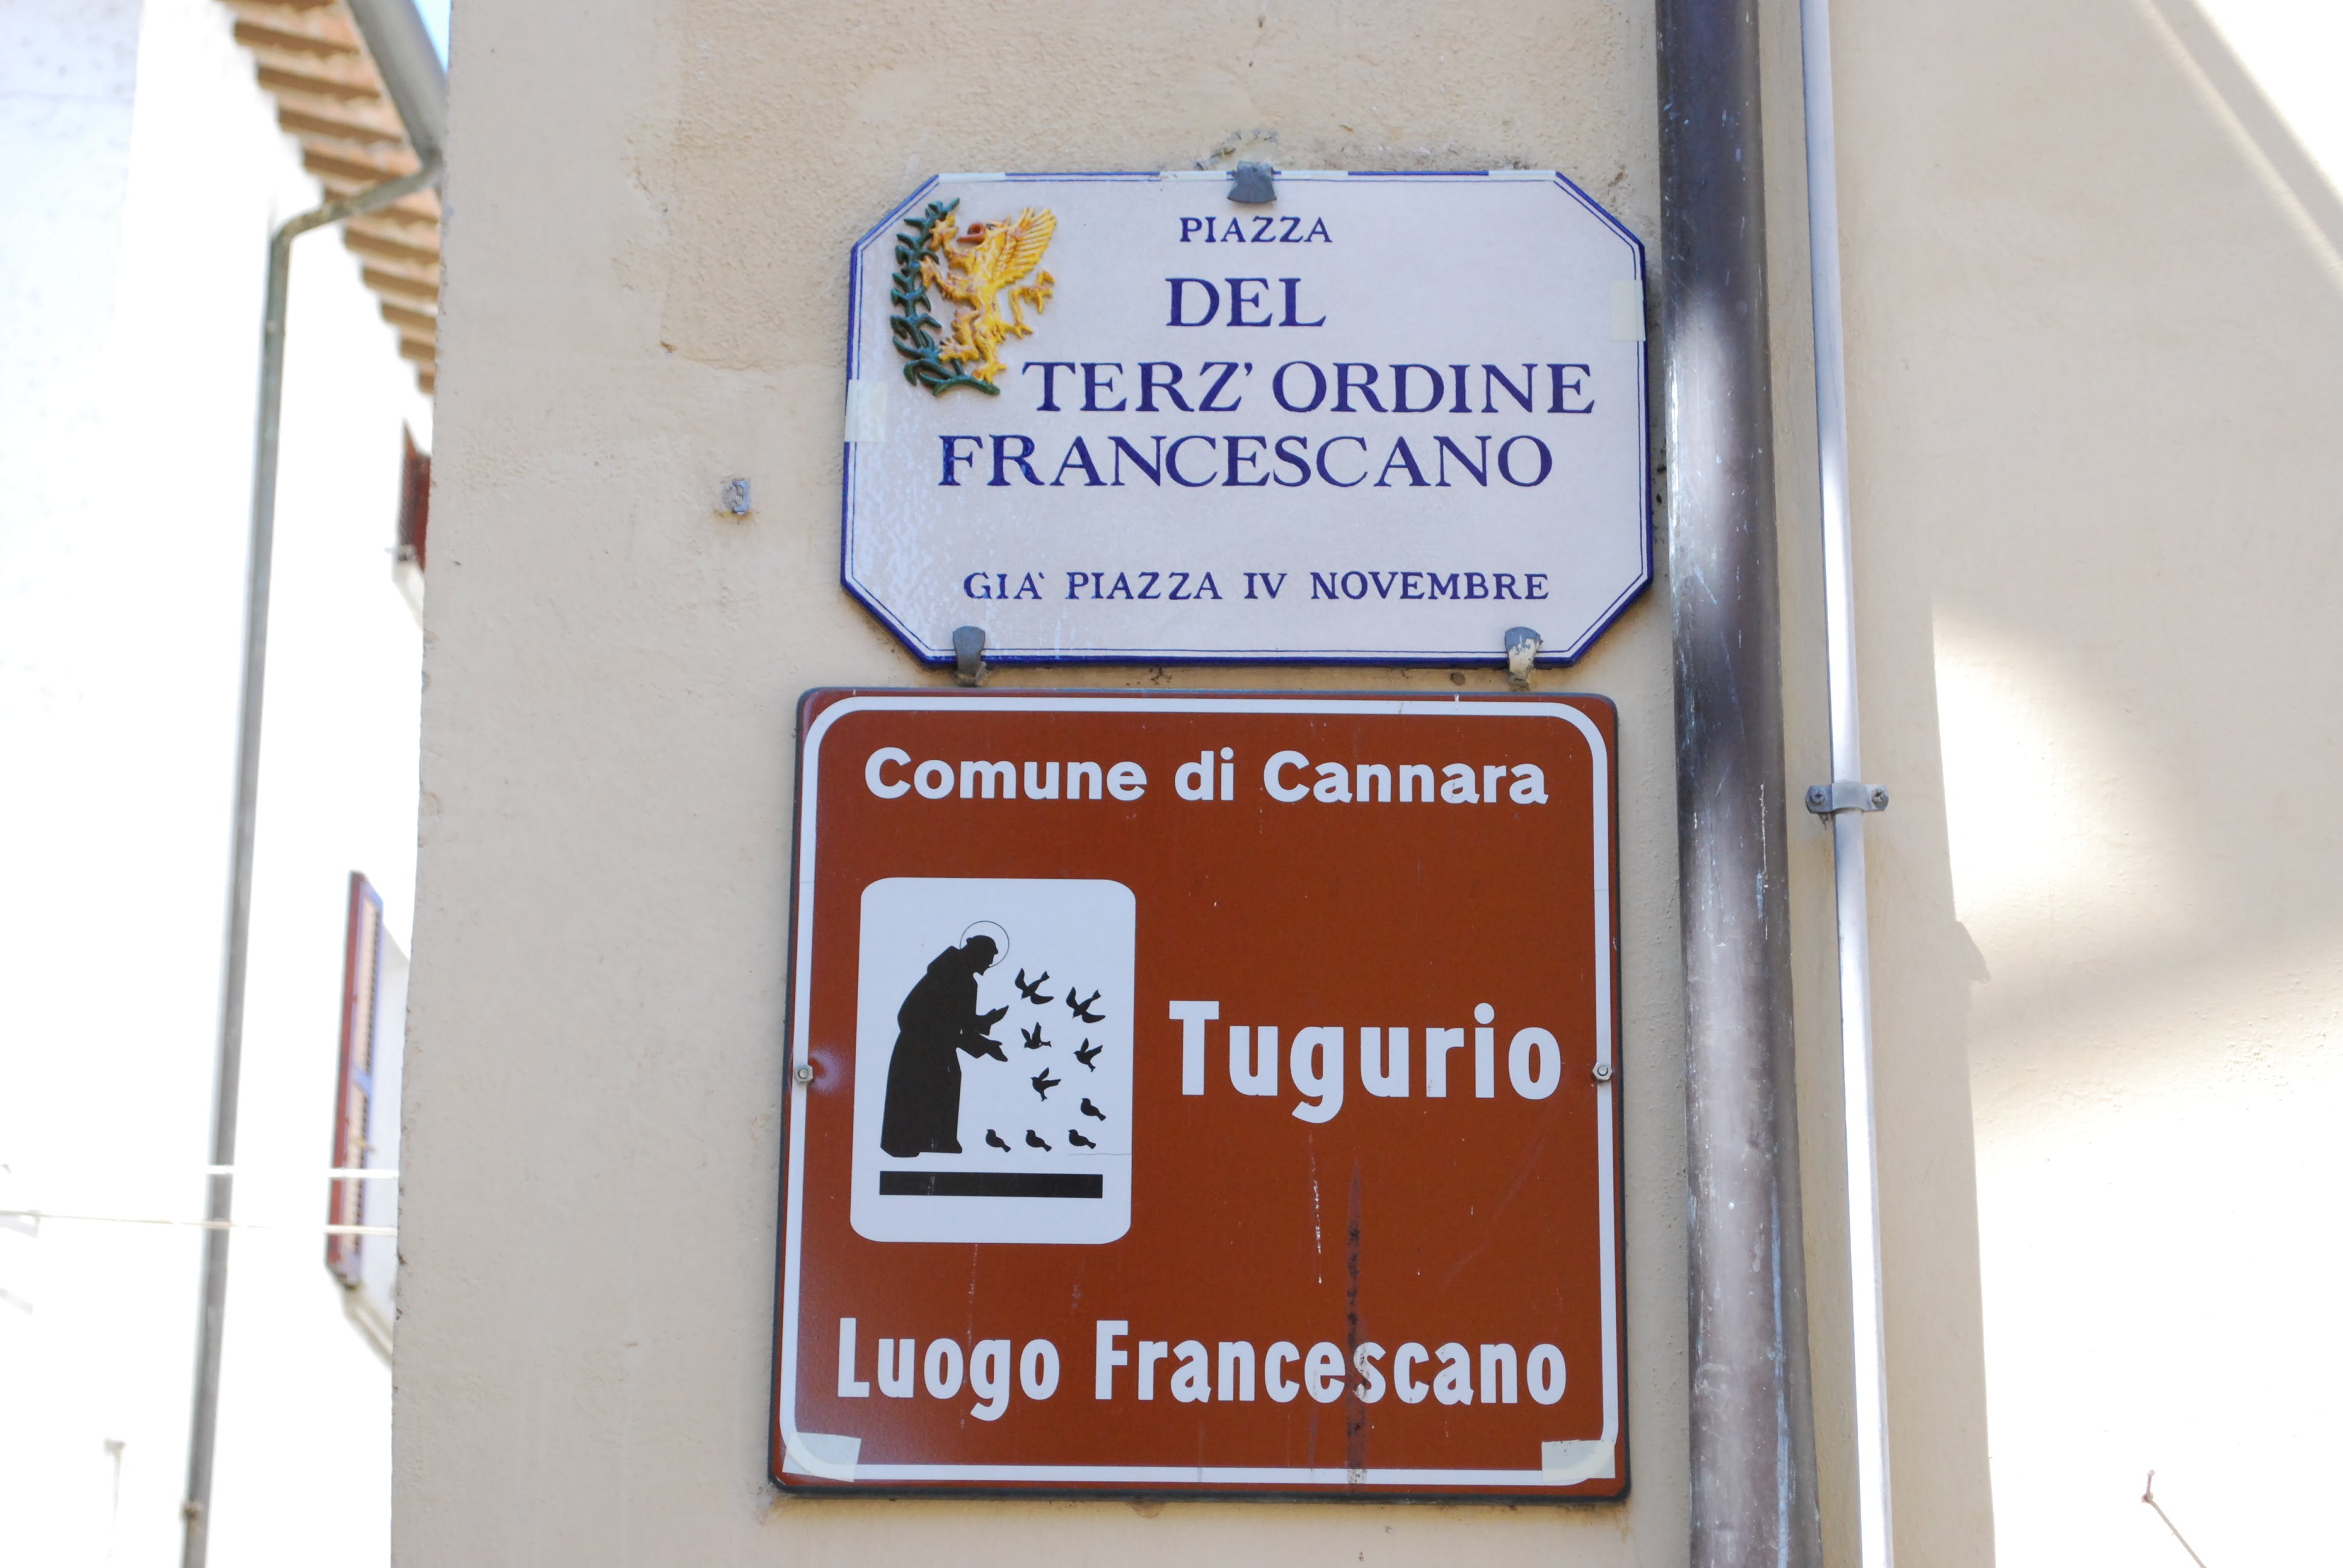 PIAZZA
DEL
TERZ' ORDINE
FRANCESCANO
GIA' PIAZZA IV NOVEMBRE
Comune di Cannara
Tugurio
Luogo Francescano